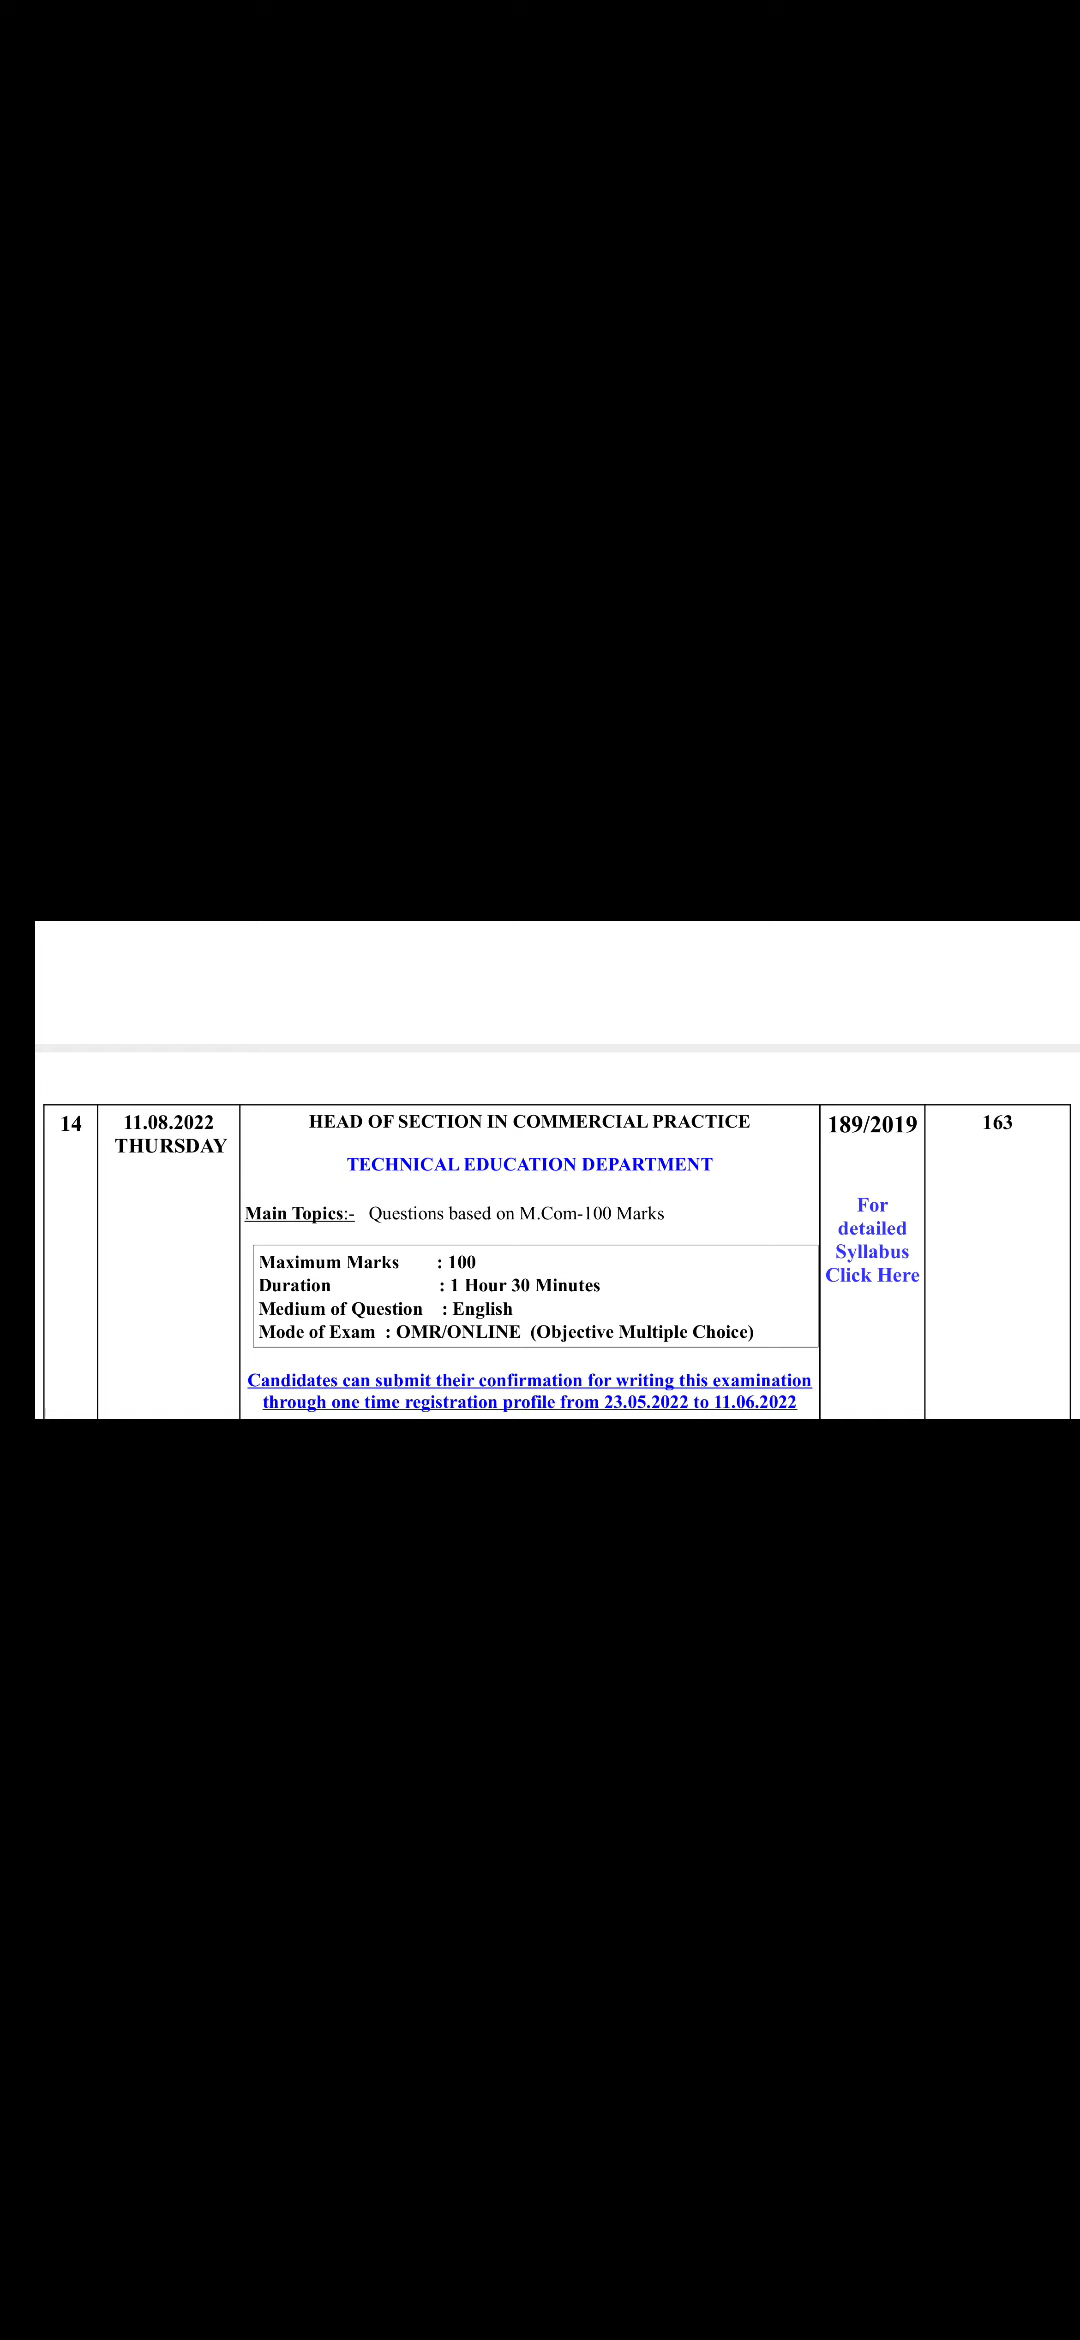 14
11.08.2022
THURSDAY
HEAD OF SECTION IN COMMERCIAL PRACTICE
TECHNICAL EDUCATION DEPARTMENT
Main Topics:- Questions based on M.Com-100 Marks
Maximum Marks : 100
Duration : 1 Hour 30 Minutes
Medium of Question : English
Mode of Exam : OMR/ONLINE (Objective Multiple Choice)
Candidates can submit their confirmation for writing this examination
through one time registration profile from 23.05.2022 to 11.06.2022
189/2019
For
detailed
Syllabus
Click Here
163